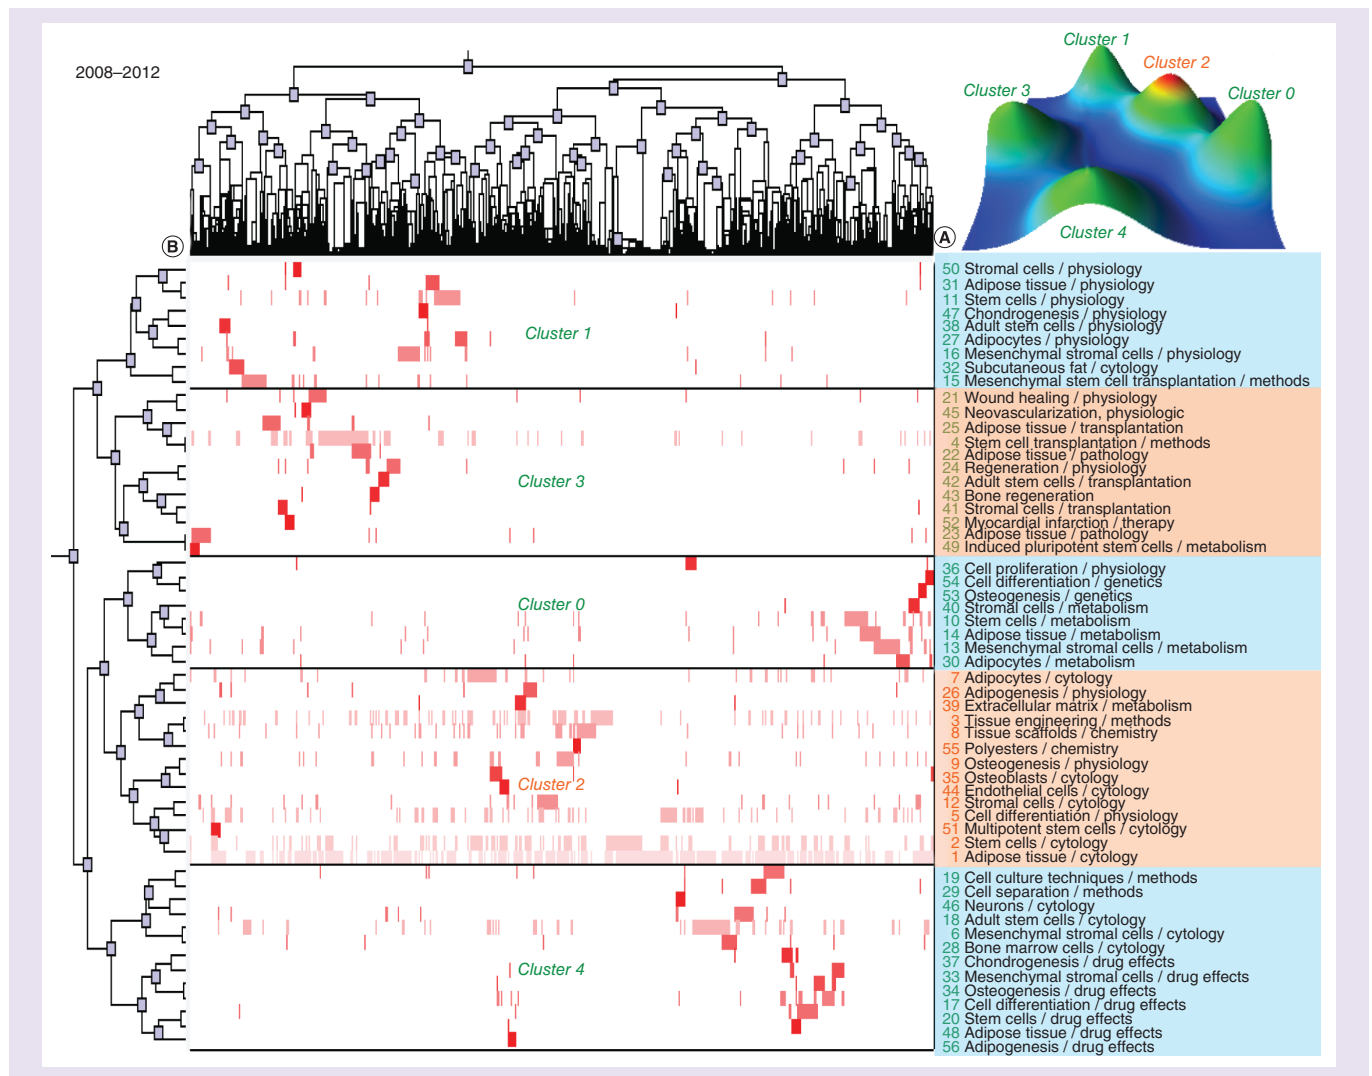 2008–2012
Cluster 1
Cluster 2
Cluster 3
Cluster 0
Cluster 4
B
A
50 Stromal cells / physiology
31 Adipose tissue / physiology
11 Stem cells / physiology
47 Chondrogenesis / physiology
38 Adult stem cells / physiology
27 Adipocytes / physiology
16 Mesenchymal stromal cells / physiology
32 Subcutaneous fat / cytology
15 Mesenchymal stem cell transplantation / methods
Cluster 1
21 Wound healing / physiology
45 Neovascularization, physiologic
25 Adipose tissue / transplantation
4 Stem cell transplantation / methods
22 Adipose tissue / pathology
24 Regeneration / physiology
42 Adult stem cells / transplantation
43 Bone regeneration
41 Stromal cells / transplantation
52 Myocardial infarction / therapy
23 Adipose tissue / pathology
49 Induced pluripotent stem cells / metabolism
Cluster 3
36 Cell proliferation / physiology
54 Cell differentiation / genetics
53 Osteogenesis / genetics
40 Stromal cells / metabolism
10 Stem cells / metabolism
14 Adipose tissue / metabolism
13 Mesenchymal stromal cells / metabolism
30 Adipocytes / metabolism
Cluster 0
7 Adipocytes / cytology
26 Adipogenesis / physiology
39 Extracellular matrix / metabolism
3 Tissue engineering / methods
8 Tissue scaffolds / chemistry
55 Polyesters / chemistry
9 Osteogenesis / physiology
35 Osteoblasts / cytology
44 Endothelial cells / cytology
12 Stromal cells / cytology
5 Cell differentiation / physiology
51 Multipotent stem cells / cytology
2 Stem cells / cytology
1 Adipose tissue / cytology
Cluster 2
19 Cell culture techniques / methods
29 Cell separation / methods
46 Neurons / cytology
18 Adult stem cells / cytology
6 Mesenchymal stromal cells / cytology
28 Bone marrow cells / cytology
37 Chondrogenesis / drug effects
33 Mesenchymal stromal cells / drug effects
34 Osteogenesis / drug effects
17 Cell differentiation / drug effects
20 Stem cells / drug effects
48 Adipose tissue / drug effects
56 Adipogenesis / drug effects
Cluster 4